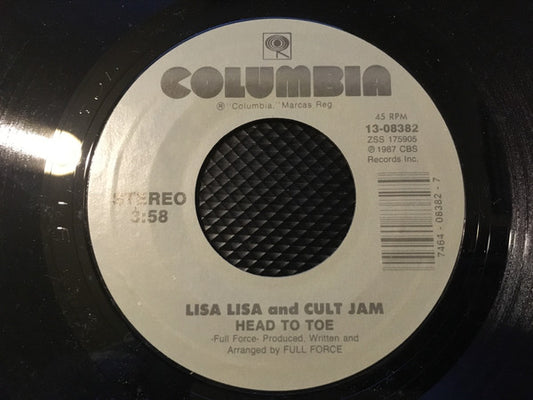 COLUMBIA
® "Columbia," Marcas Reg.
45 RPM
13-08382
ZSS 175905
℗ 1987 CBS
Records Inc.
STEREO
3:58
7464-08382-7
LISA LISA and CULT JAM
HEAD TO TOE
-Full Force- Produced, Written and
Arranged by FULL FORCE